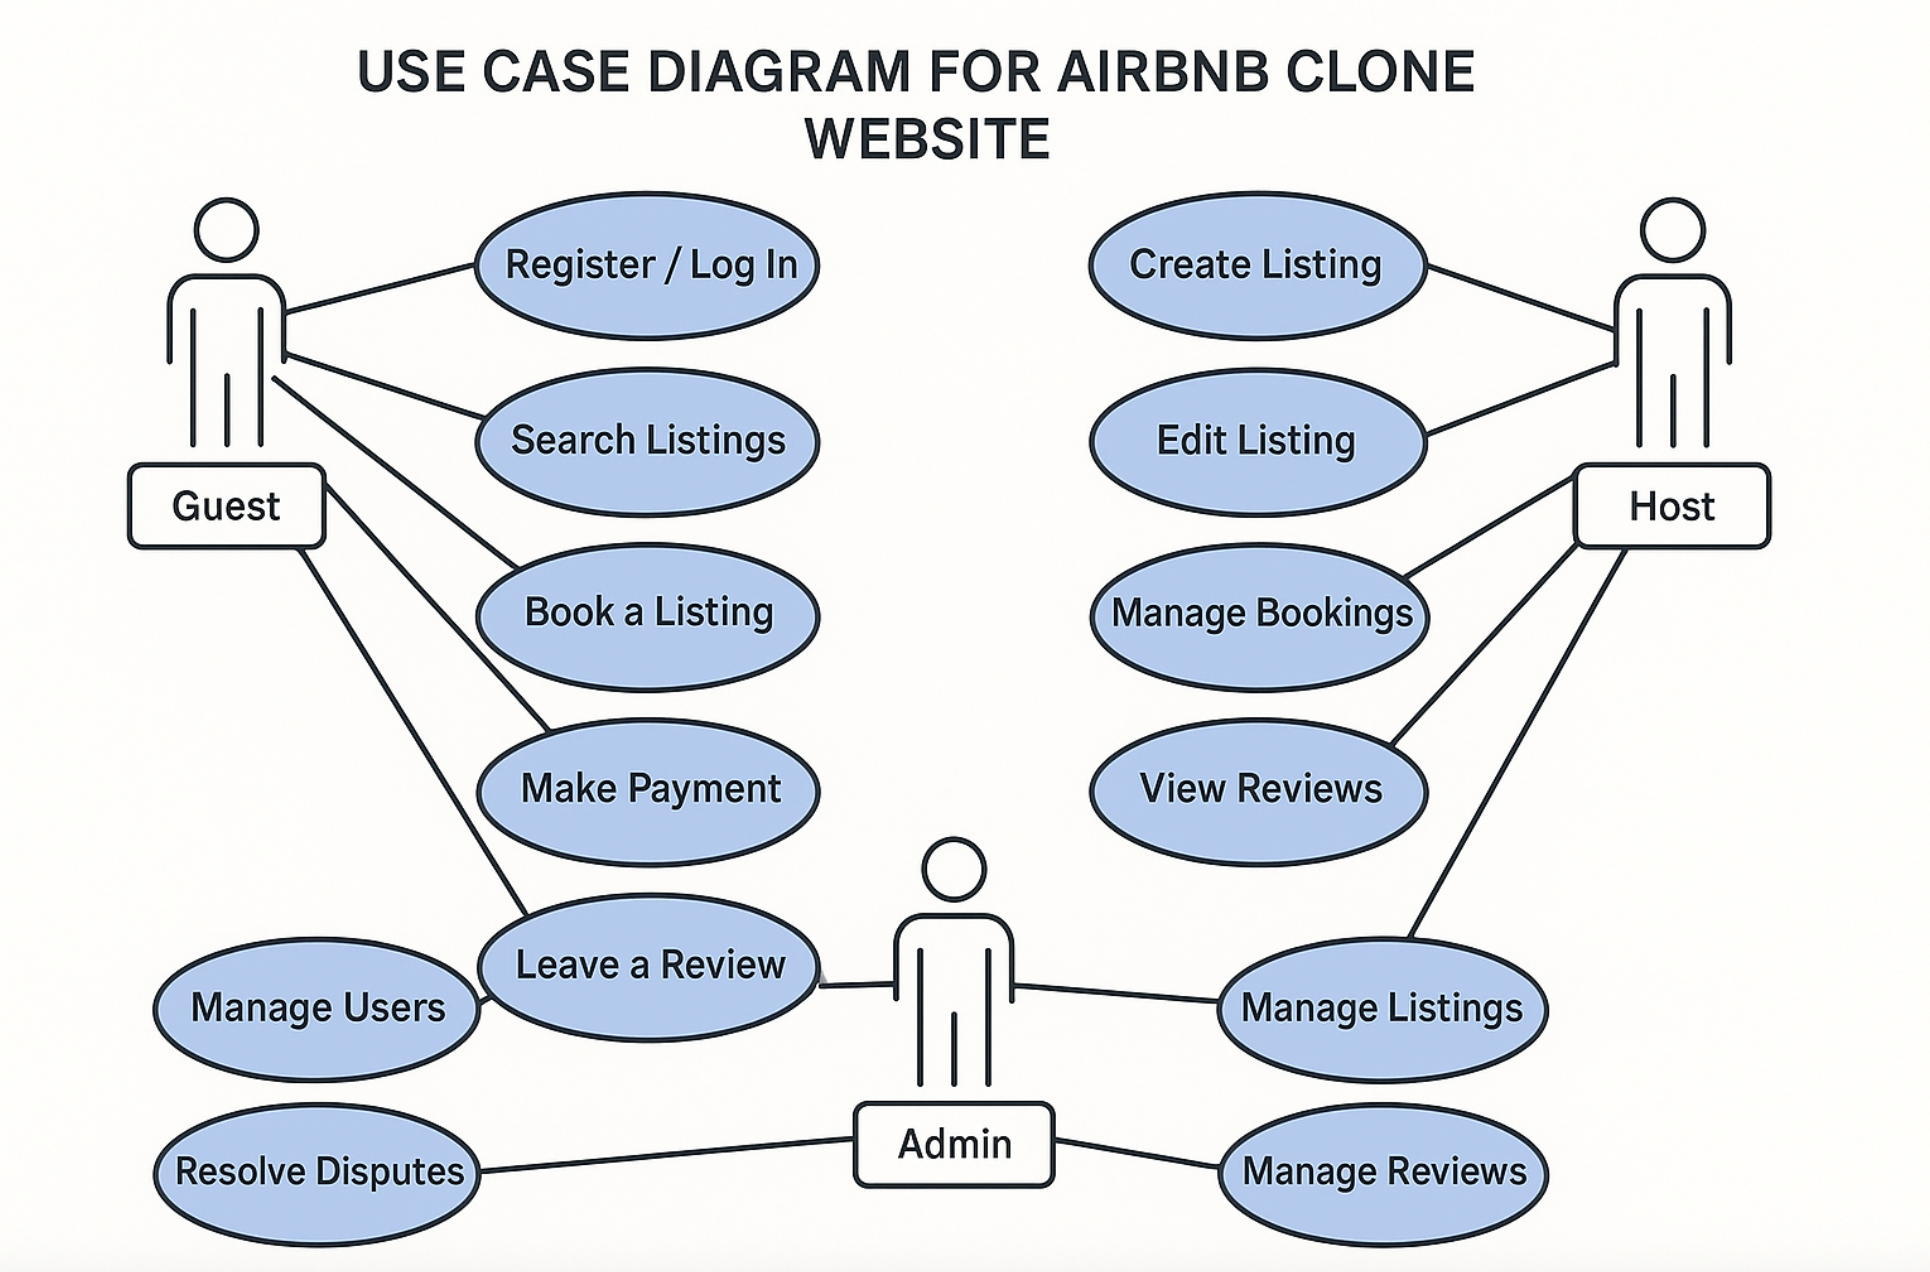 USE CASE DIAGRAM FOR AIRBNB CLONE
WEBSITE
Register / Log In
Create Listing
Search Listings
Edit Listing
Guest
Host
Book a Listing
Manage Bookings
Make Payment
View Reviews
Leave a Review
Manage Users
Manage Listings
Admin
Resolve Disputes
Manage Reviews